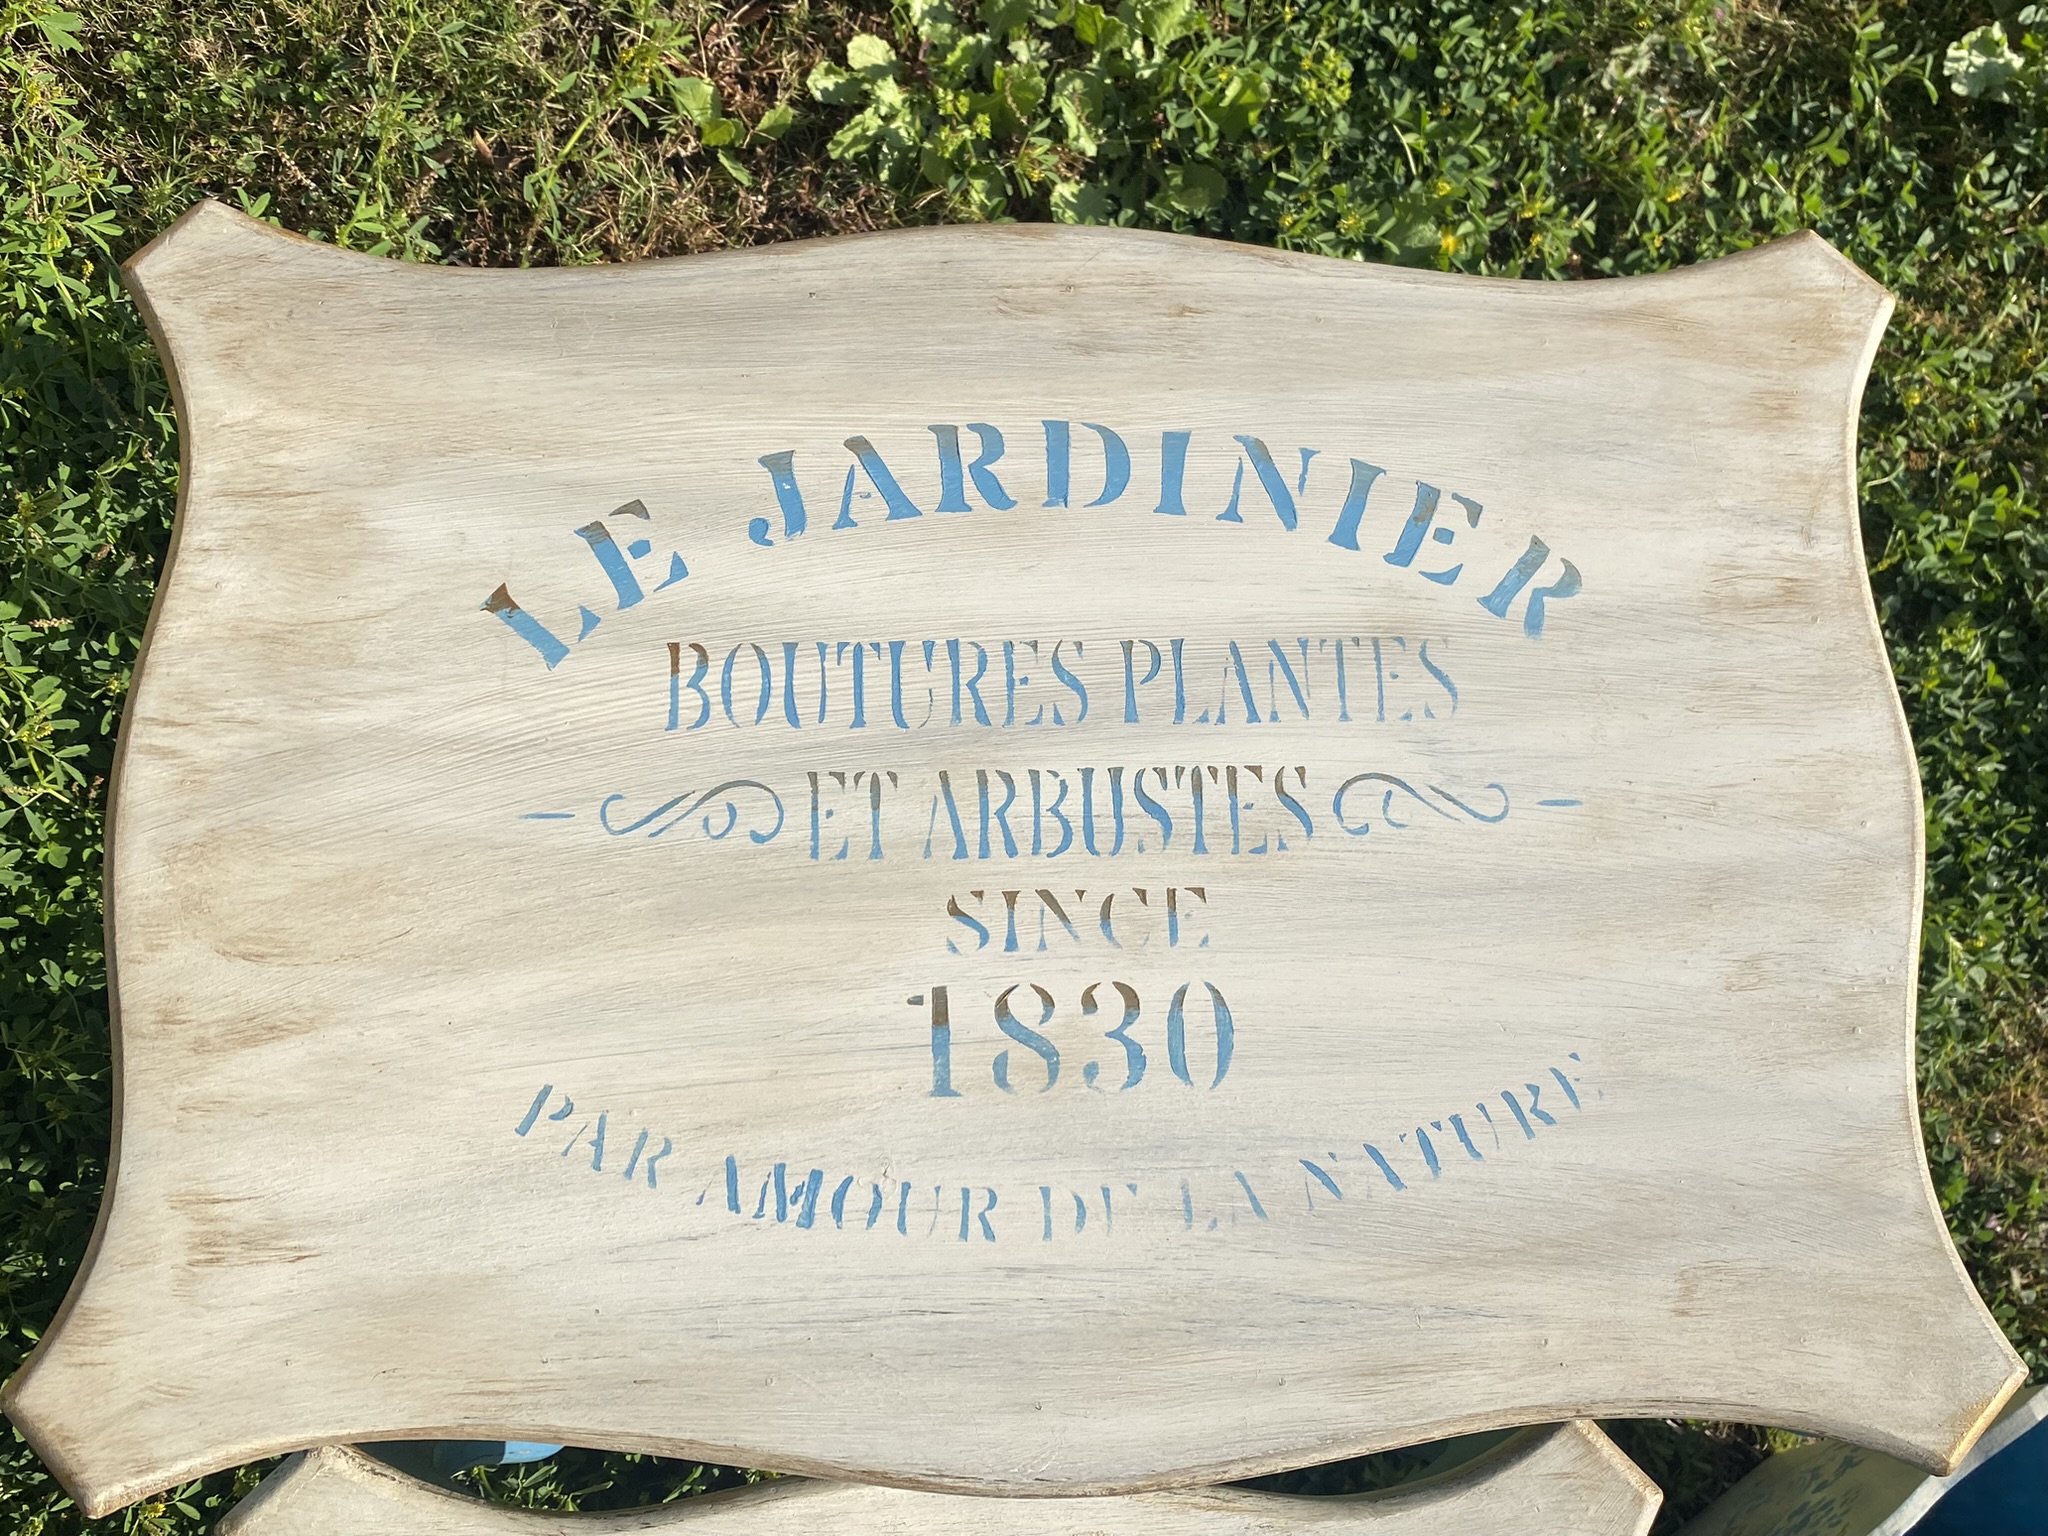 LE JARDINIER
BOUTURES PLANTES
ET ARBUSTES
SINCE
1830
PAR AMOUR DE LA NATURE